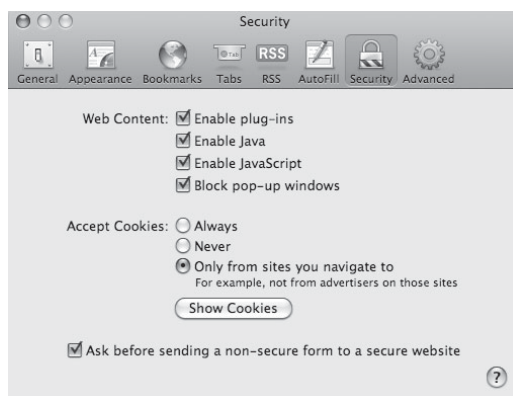 Security
General Appearance Bookmarks Tabs RSS AutoFill Security Advanced
Web Content: Enable plug-ins
Enable Java
Enable JavaScript
Block pop-up windows
Accept Cookies: Always
Never
Only from sites you navigate to
For example, not from advertisers on those sites
Show Cookies
Ask before sending a non-secure form to a secure website
?